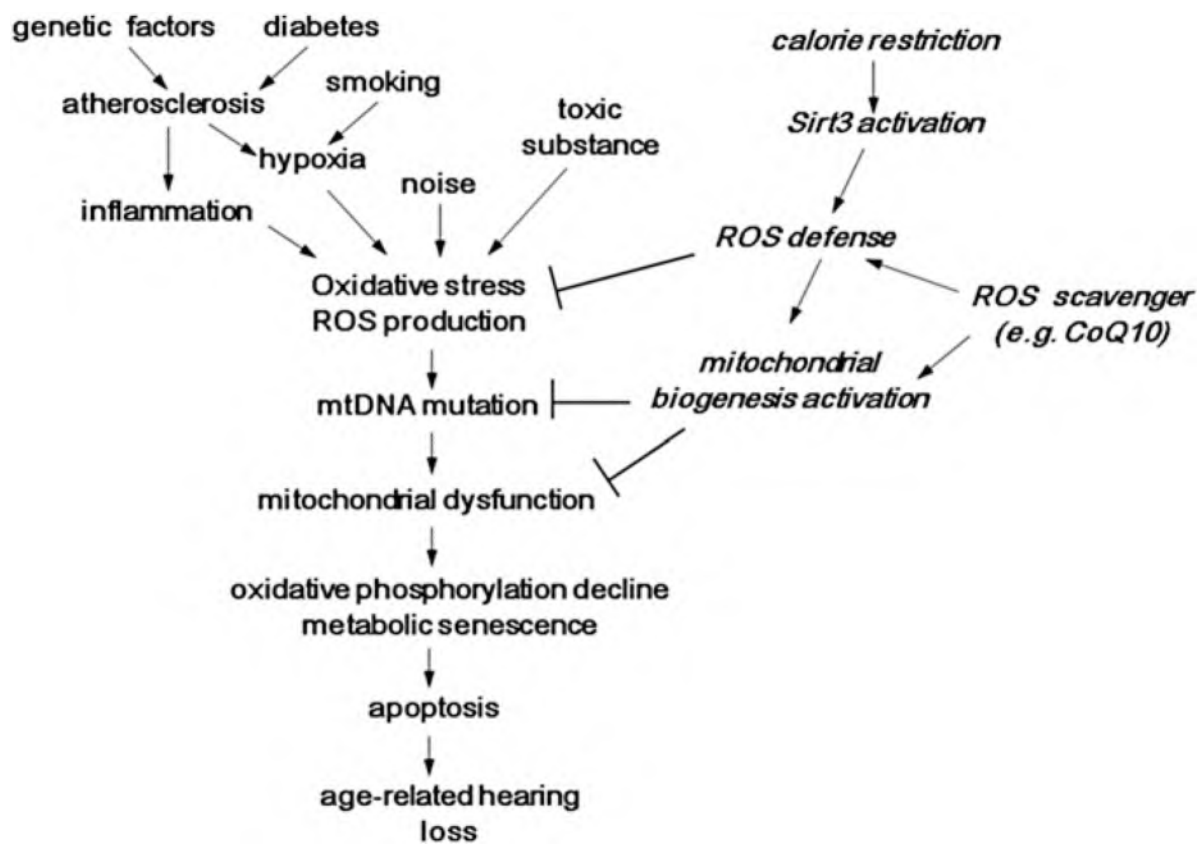 genetic factors
diabetes
calorie restriction
smoking
atherosclerosis
toxic
substance
Sirt3 activation
hypoxia
noise
inflammation
ROS defense
Oxidative stress
ROS production
ROS scavenger
(e.g. CoQ10)
mitochondrial
biogenesis activation
mtDNA mutation
mitochondrial dysfunction
oxidative phosphorylation decline
metabolic senescence
apoptosis
age-related hearing
loss